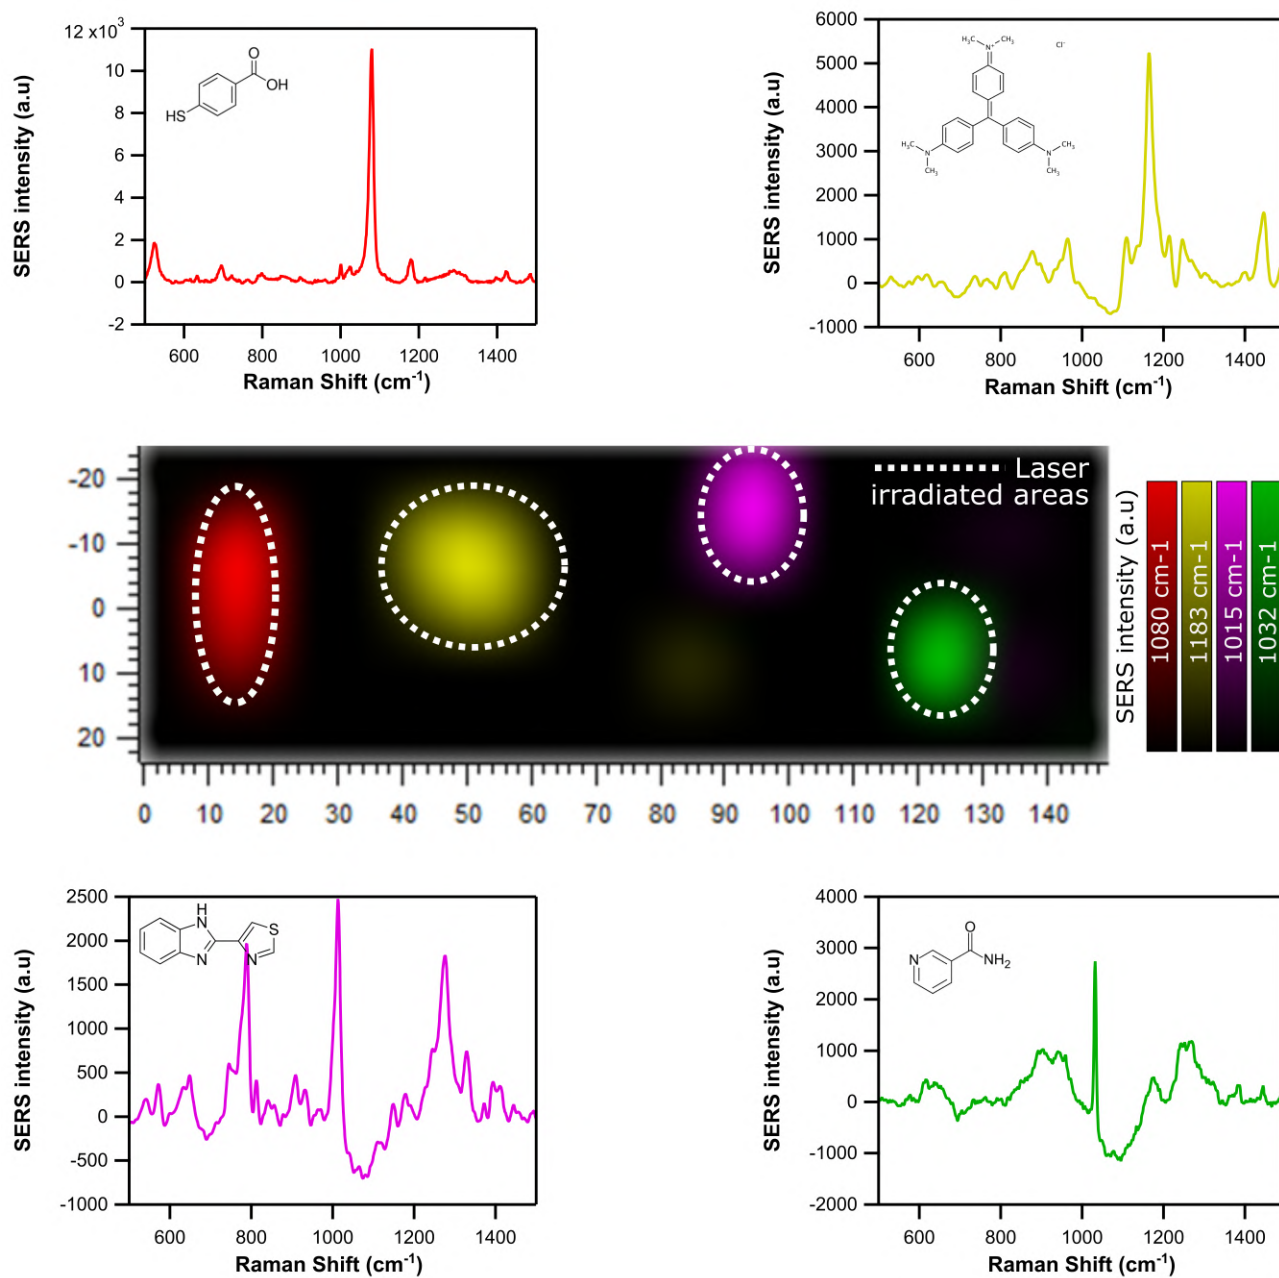 12 x10³
10
8
6
4
2
0
-2
SERS intensity (a.u)
O
OH
HS
600 800 1000 1200 1400
Raman Shift (cm⁻¹)
6000
5000
4000
3000
2000
1000
0
-1000
SERS intensity (a.u)
H₃C CH₃
N⁺
Cl⁻
H₃C N CH₃
N CH₃
CH₃
600 800 1000 1200 1400
Raman Shift (cm⁻¹)
-20
-10
0
10
20
Laser
irradiated areas
0 10 20 30 40 50 60 70 80 90 100 110 120 130 140
SERS intensity (a.u)
1080 cm-1
1183 cm-1
1015 cm-1
1032 cm-1
2500
2000
1500
1000
500
0
-500
-1000
SERS intensity (a.u)
H
N
S
N
N
600 800 1000 1200 1400
Raman Shift (cm⁻¹)
4000
3000
2000
1000
0
-1000
-2000
SERS intensity (a.u)
O
N
NH₂
600 800 1000 1200 1400
Raman Shift (cm⁻¹)